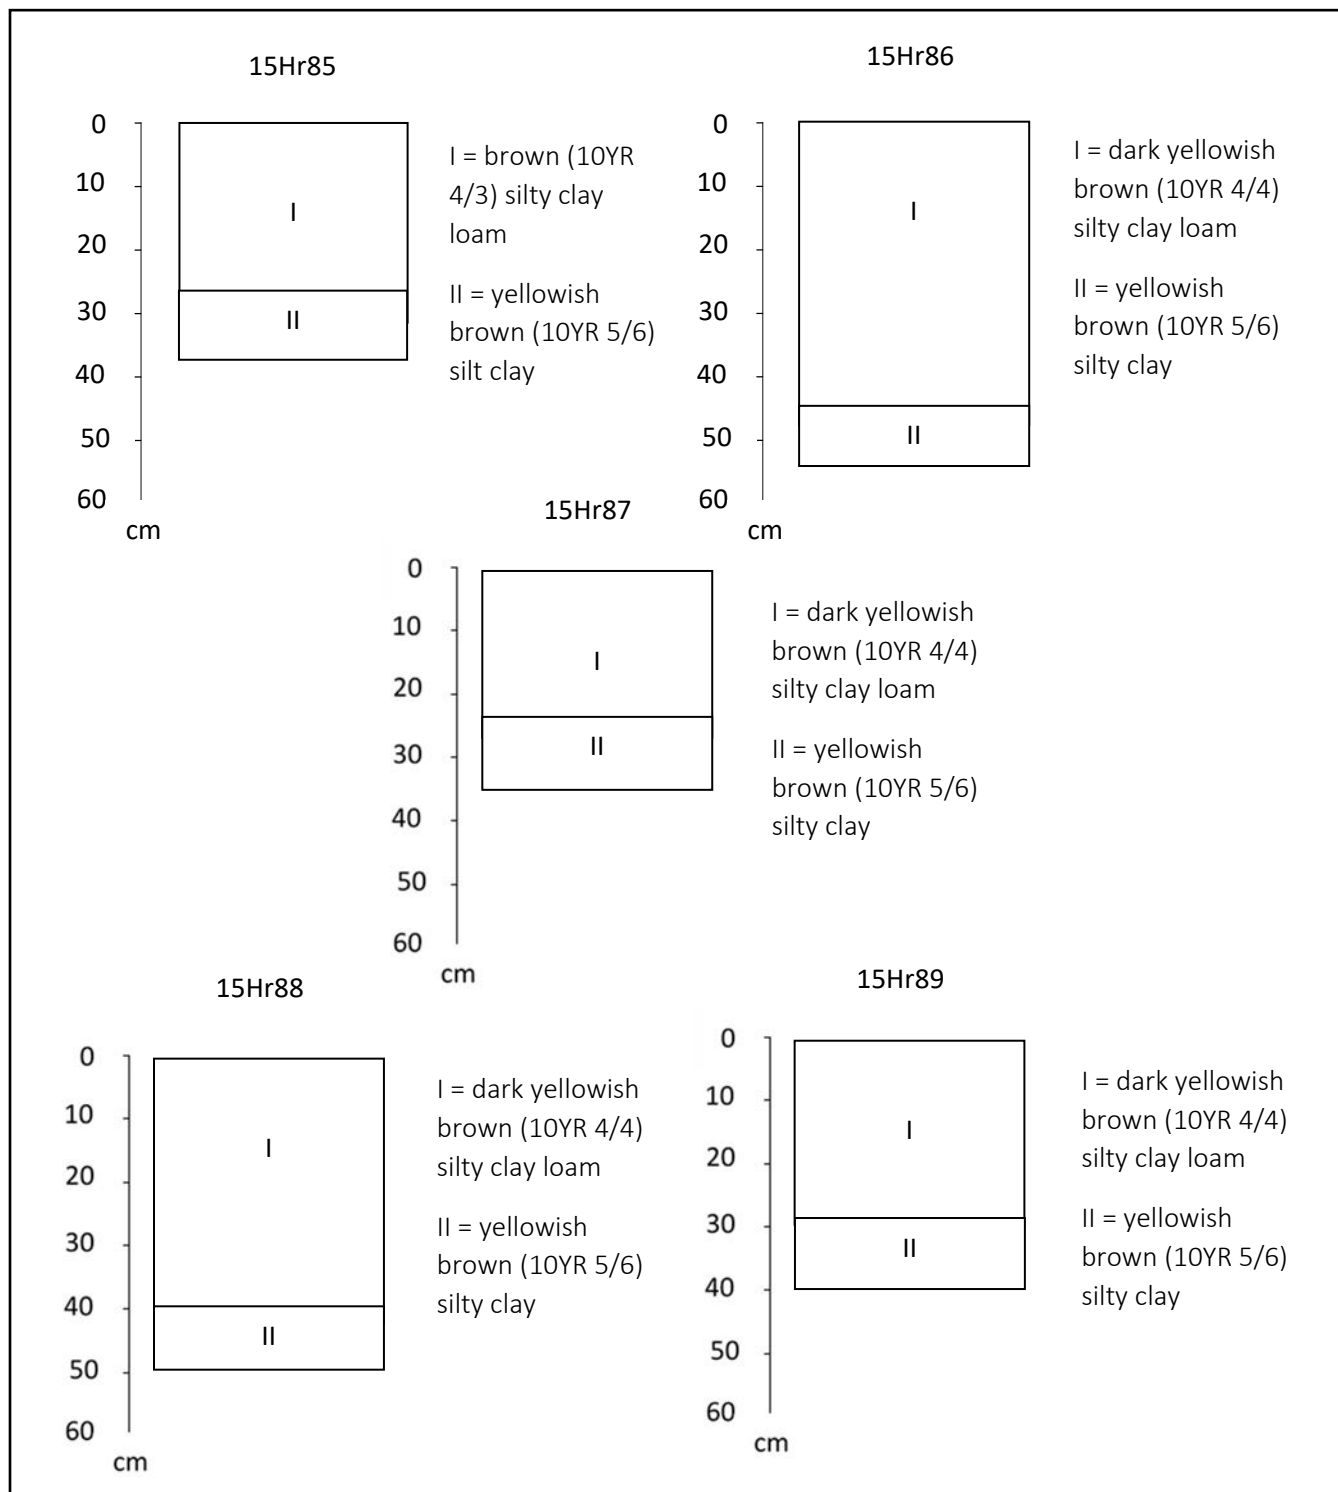 15Hr85
0
10
20
30
40
50
60
cm
I
II
I = brown (10YR
4/3) silty clay
loam
II = yellowish
brown (10YR 5/6)
silt clay
15Hr86
0
10
20
30
40
50
60
cm
I
II
I = dark yellowish
brown (10YR 4/4)
silty clay loam
II = yellowish
brown (10YR 5/6)
silty clay
15Hr87
0
10
20
30
40
50
60
cm
I
II
I = dark yellowish
brown (10YR 4/4)
silty clay loam
II = yellowish
brown (10YR 5/6)
silty clay
15Hr88
0
10
20
30
40
50
60
cm
I
II
I = dark yellowish
brown (10YR 4/4)
silty clay loam
II = yellowish
brown (10YR 5/6)
silty clay
15Hr89
0
10
20
30
40
50
60
cm
I
II
I = dark yellowish
brown (10YR 4/4)
silty clay loam
II = yellowish
brown (10YR 5/6)
silty clay